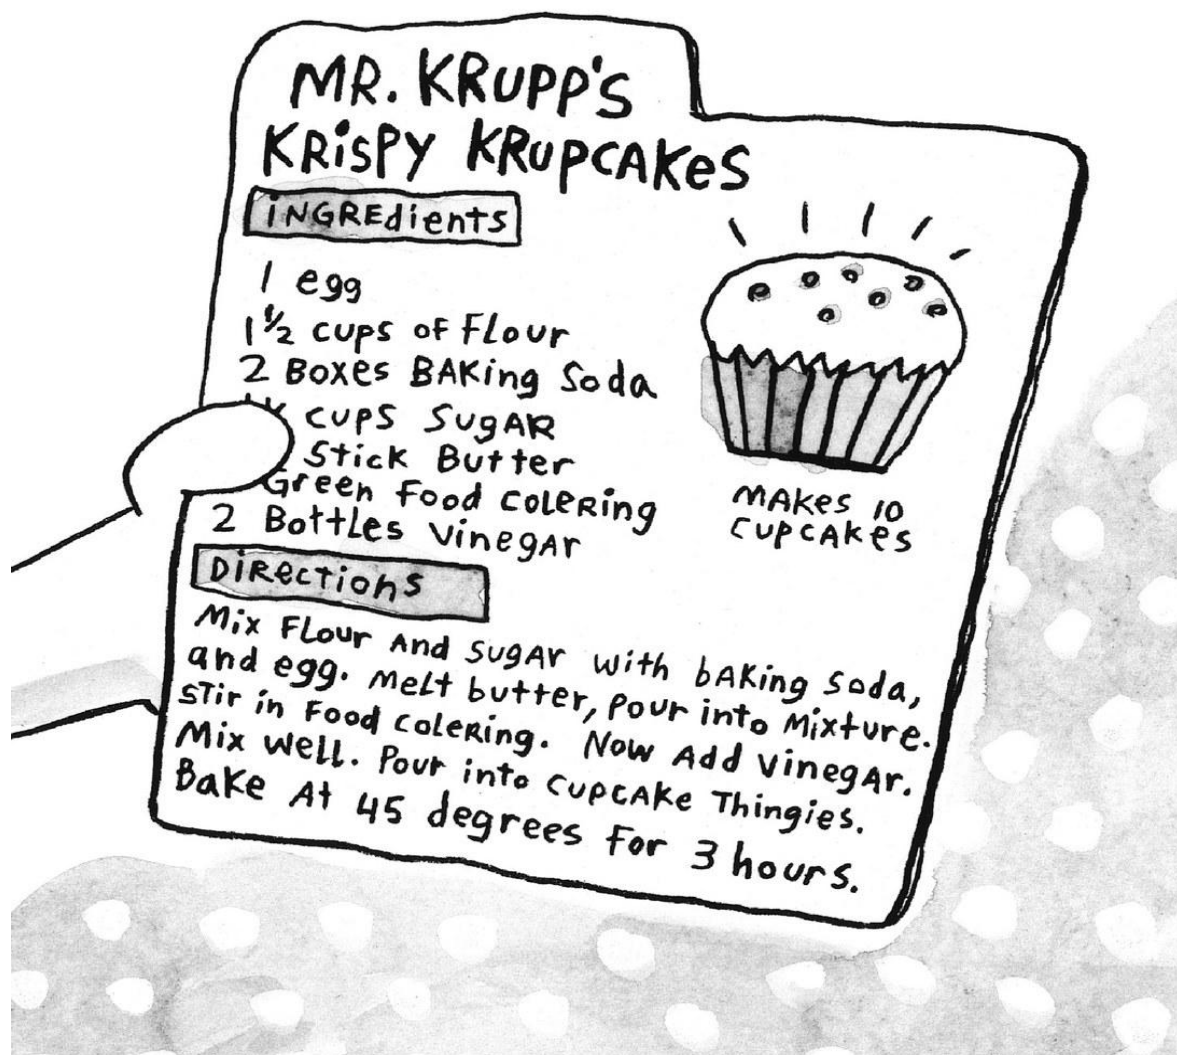 MR. KRUPP'S
KRiSPY KRUPCAKeS
iNGREdients
1 egg
1 1/2 cups of Flour
2 Boxes BAKing Soda
cups SugAR
Stick Butter
Green Food colering
2 Bottles vinegar
Directions
Mix Flour And sugAr with bAKing soda,
and egg. Melt butter, pour into Mixture.
Stir in Food colering. Now Add vinegAr.
Mix well. Pour into cupcake Thingies.
Bake At 45 degrees for 3 hours.
MAKes 10
cupcAkes